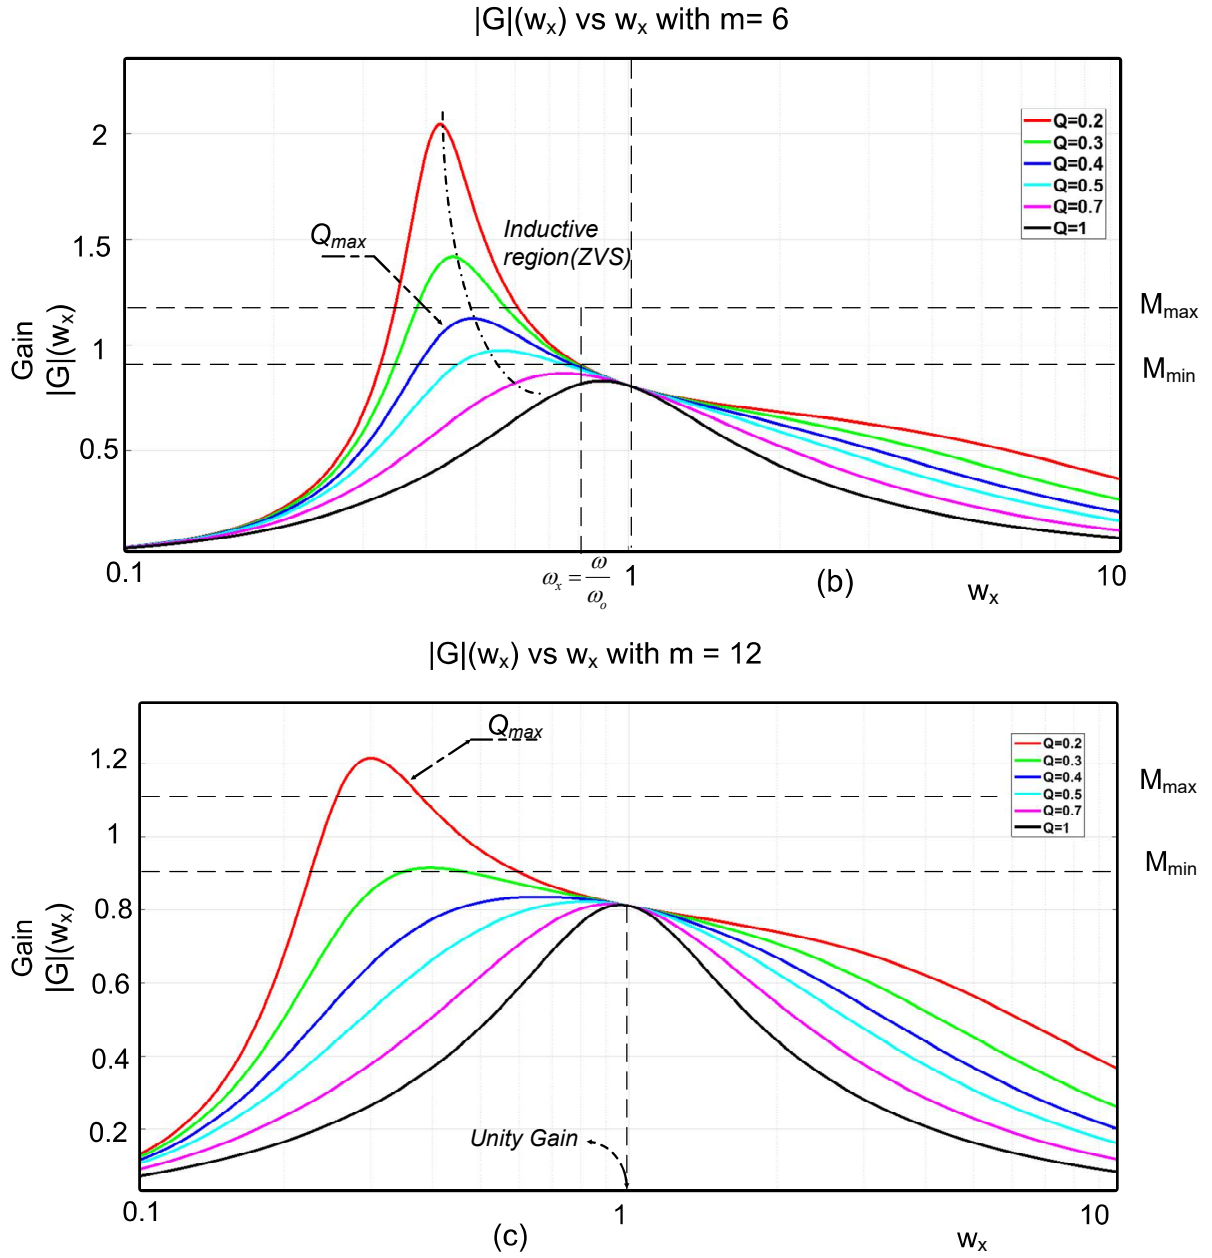 |G|(wx) vs wx with m= 6
2
1.5
1
0.5
Gain
|G|(wx)
Qmax
Inductive
region(ZVS)
Q=0.2
Q=0.3
Q=0.4
Q=0.5
Q=0.7
Q=1
Mmax
Mmin
0.1
ωx = ω/ωo
1
10
(b)
wx
|G|(wx) vs wx with m = 12
1.2
1
0.8
0.6
0.4
0.2
Gain
|G|(wx)
Qmax
Q=0.2
Q=0.3
Q=0.4
Q=0.5
Q=0.7
Q=1
Mmax
Mmin
Unity Gain
0.1
1
10
(c)
wx